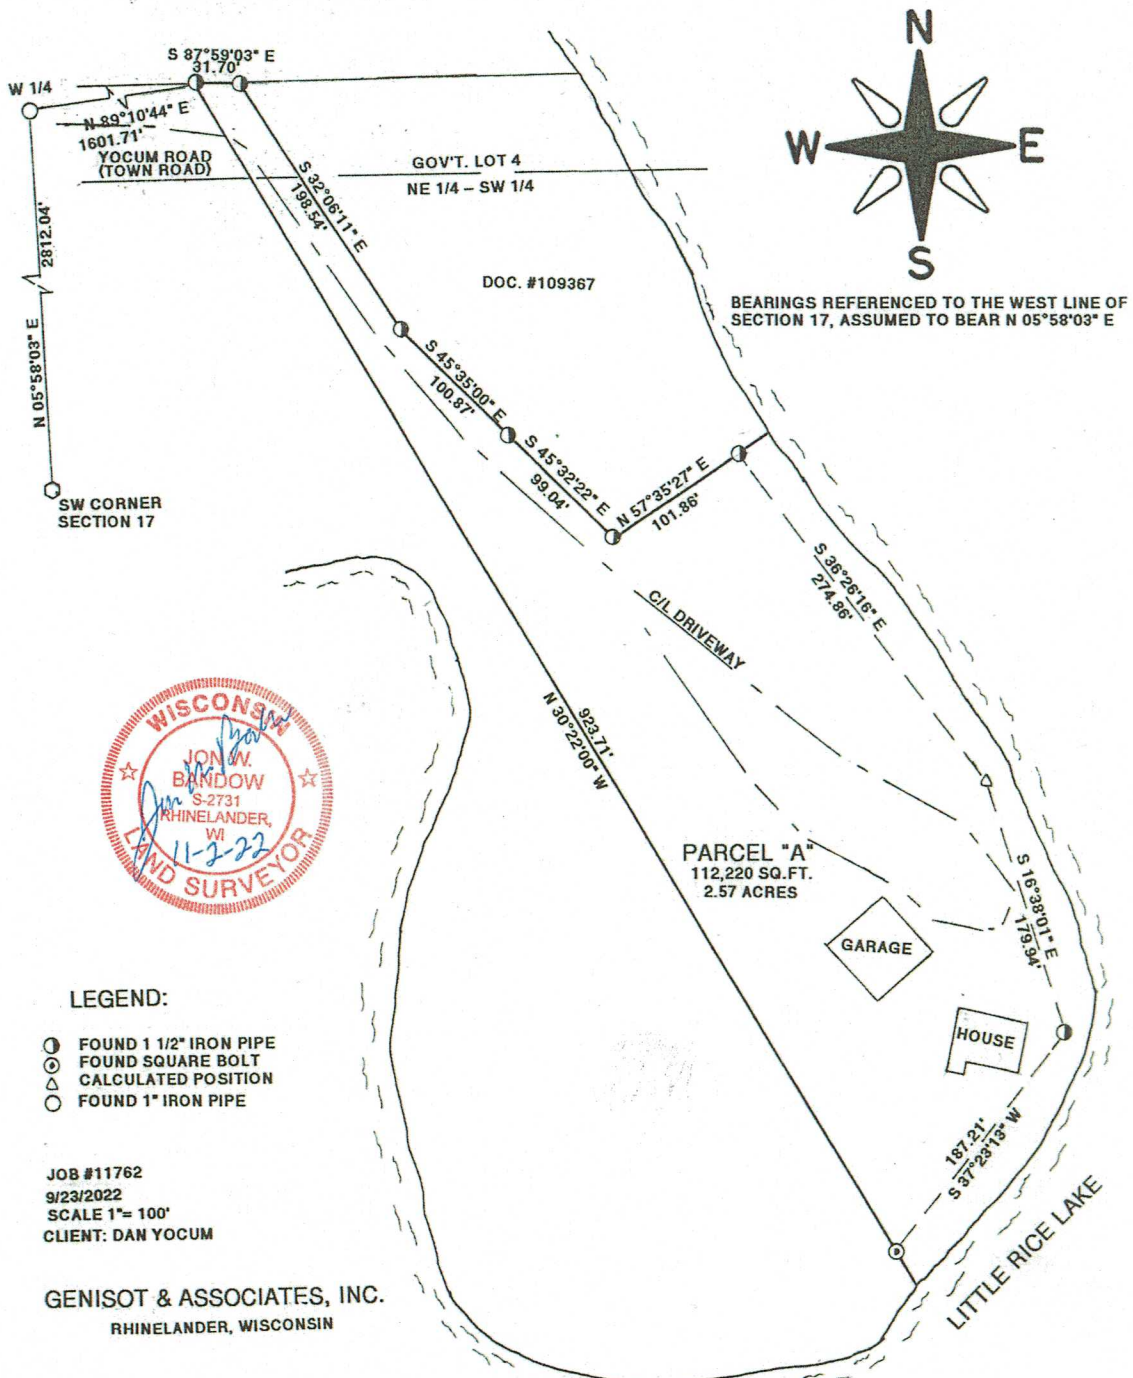 N
W
E
S
BEARINGS REFERENCED TO THE WEST LINE OF
SECTION 17, ASSUMED TO BEAR N 05°58'03" E
S 87°59'03" E
31.70'
W 1/4
N 89°10'44" E
1601.71'
YOCUM ROAD
(TOWN ROAD)
GOV'T. LOT 4
NE 1/4 – SW 1/4
S 32°06'11" E
198.54'
2812.04'
N 05°58'03" E
DOC. #109367
S 45°35'00" E
100.87'
S 45°32'22" E
99.04'
N 57°35'27" E
101.86'
SW CORNER
SECTION 17
S 36°26'16" E
274.86'
C/L DRIVEWAY
923.71'
N 30°22'00" W
WISCONSIN
JON W.
BANDOW
S-2731
RHINELANDER,
WI
11-2-22
LAND SURVEYOR
PARCEL "A"
112,220 SQ.FT.
2.57 ACRES
S 16°38'01" E
179.94'
GARAGE
HOUSE
187.21'
S 37°23'13" W
LITTLE RICE LAKE
LEGEND:
FOUND 1 1/2" IRON PIPE
FOUND SQUARE BOLT
CALCULATED POSITION
FOUND 1" IRON PIPE
JOB #11762
9/23/2022
SCALE 1"= 100'
CLIENT: DAN YOCUM
GENISOT & ASSOCIATES, INC.
RHINELANDER, WISCONSIN